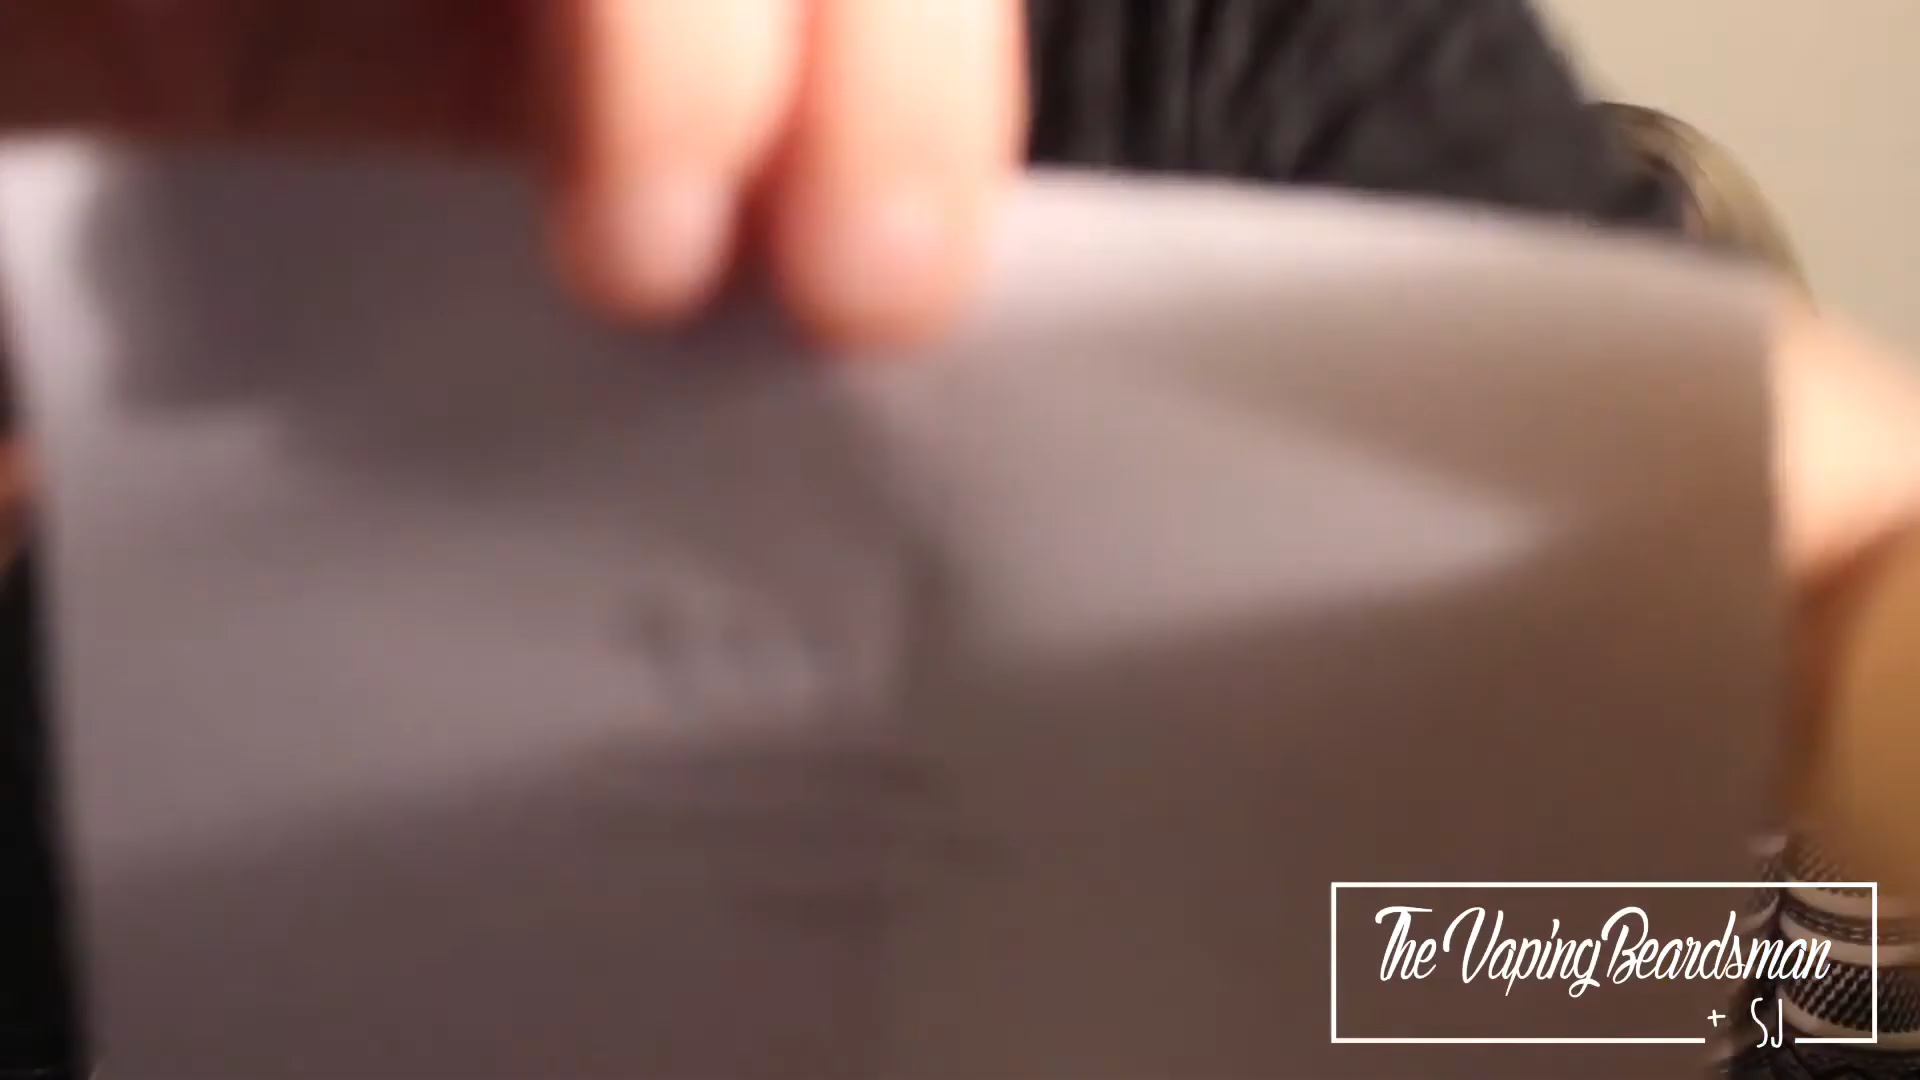 The Vaping Beardsman
+ SJ